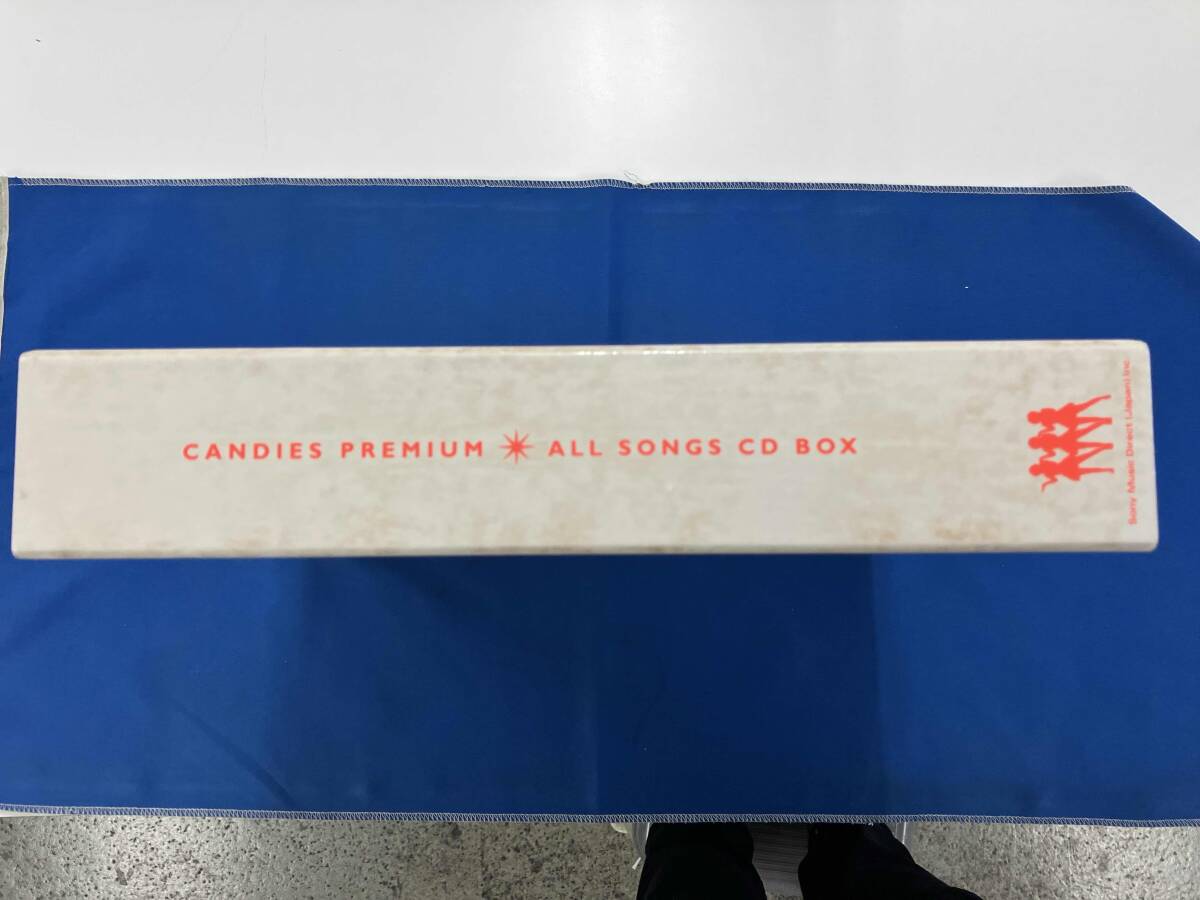 CANDIES PREMIUM ✷ ALL SONGS CD BOX
Sony Music Direct (Japan) Inc